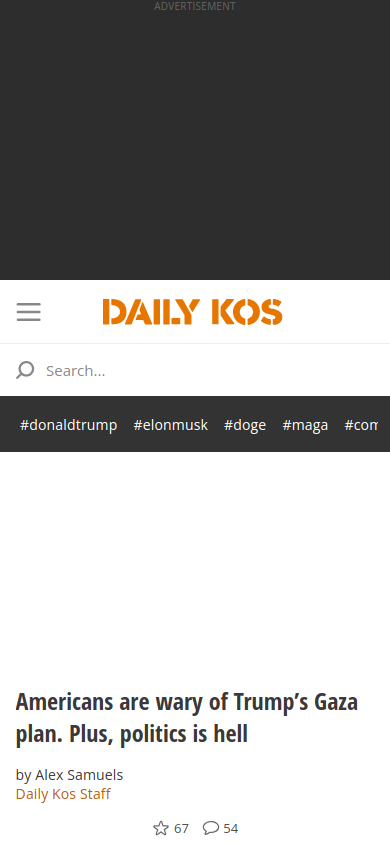 ADVERTISEMENT
DAILY KOS
Search...
#donaldtrump #elonmusk #doge #maga #com
Americans are wary of Trump’s Gaza
plan. Plus, politics is hell
by Alex Samuels
Daily Kos Staff
67 54